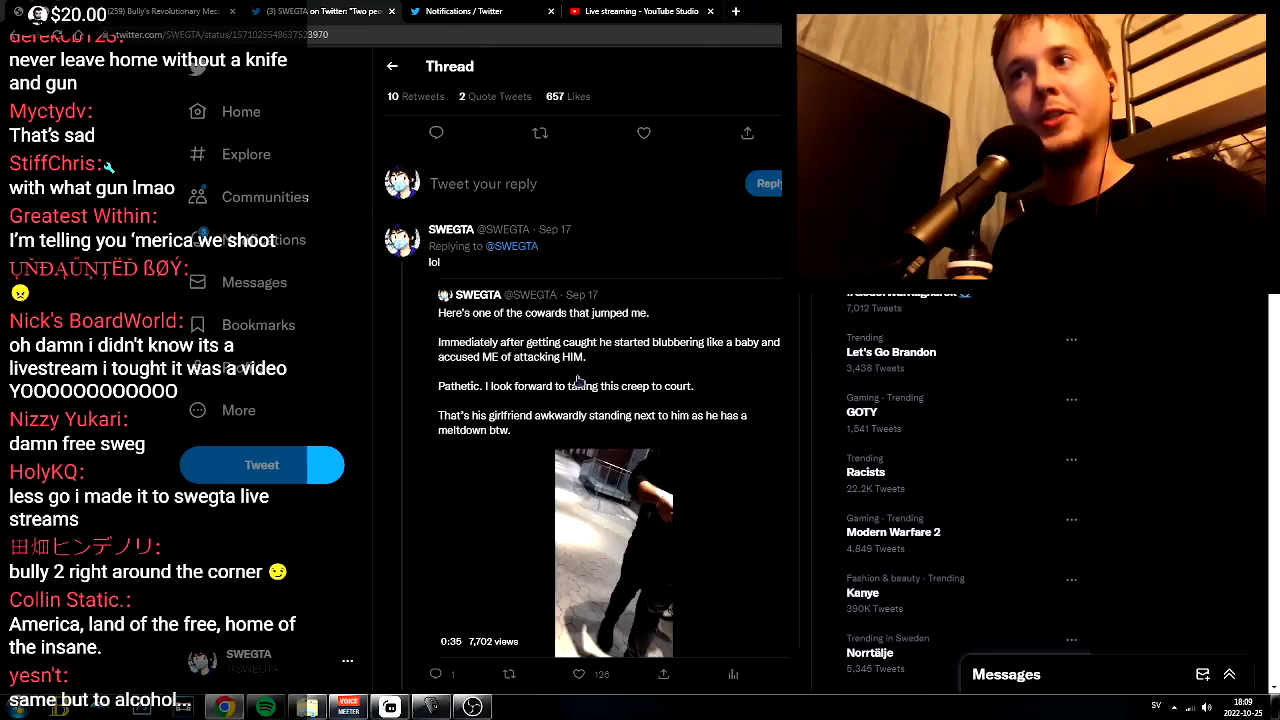 $20.00
(259) Bully's Revolutionary Mes
(3) SWEGTA on Twitter: "Two pe
Notifications / Twitter
Live streaming - YouTube Studio
twitter.com/SWEGTA/status/1571025548637523970
derekcb123:
never leave home without a knife
and gun
Myctydv:
That's sad
StiffChris:
with what gun lmao
Greatest Within:
I'm telling you 'merica we shoot
😠
Nick's BoardWorld:
oh damn i didn't know its a
livestream i tought it was a video
YOOOOOOOOOOOO
Nizzy Yukari:
damn free sweg
HolyKQ:
less go i made it to swegta live
streams
田畑ヒンデノリ:
bully 2 right around the corner 😏
Collin Static.:
America, land of the free, home of
the insane.
yesn't:
same but to alcohol.
Home
Explore
Communities
Notifications
Messages
Bookmarks
Profile
More
Tweet
SWEGTA
@SWEGTA
Thread
10 Retweets 2 Quote Tweets 657 Likes
Tweet your reply
Reply
SWEGTA @SWEGTA · Sep 17
Replying to @SWEGTA
lol
SWEGTA @SWEGTA · Sep 17
Here's one of the cowards that jumped me.
Immediately after getting caught he started blubbering like a baby and
accused ME of attacking HIM.
Pathetic. I look forward to taking this creep to court.
That's his girlfriend awkwardly standing next to him as he has a
meltdown btw.
0:35 7,702 views
1
126
7,012 Tweets
Trending
Let's Go Brandon
3,438 Tweets
Gaming · Trending
GOTY
1,541 Tweets
Trending
Racists
22.2K Tweets
Gaming · Trending
Modern Warfare 2
4,849 Tweets
Fashion & beauty · Trending
Kanye
390K Tweets
Trending in Sweden
Norrtälje
5,345 Tweets
Messages
VOICE
MEETER
SV
18:09
2022-10-25